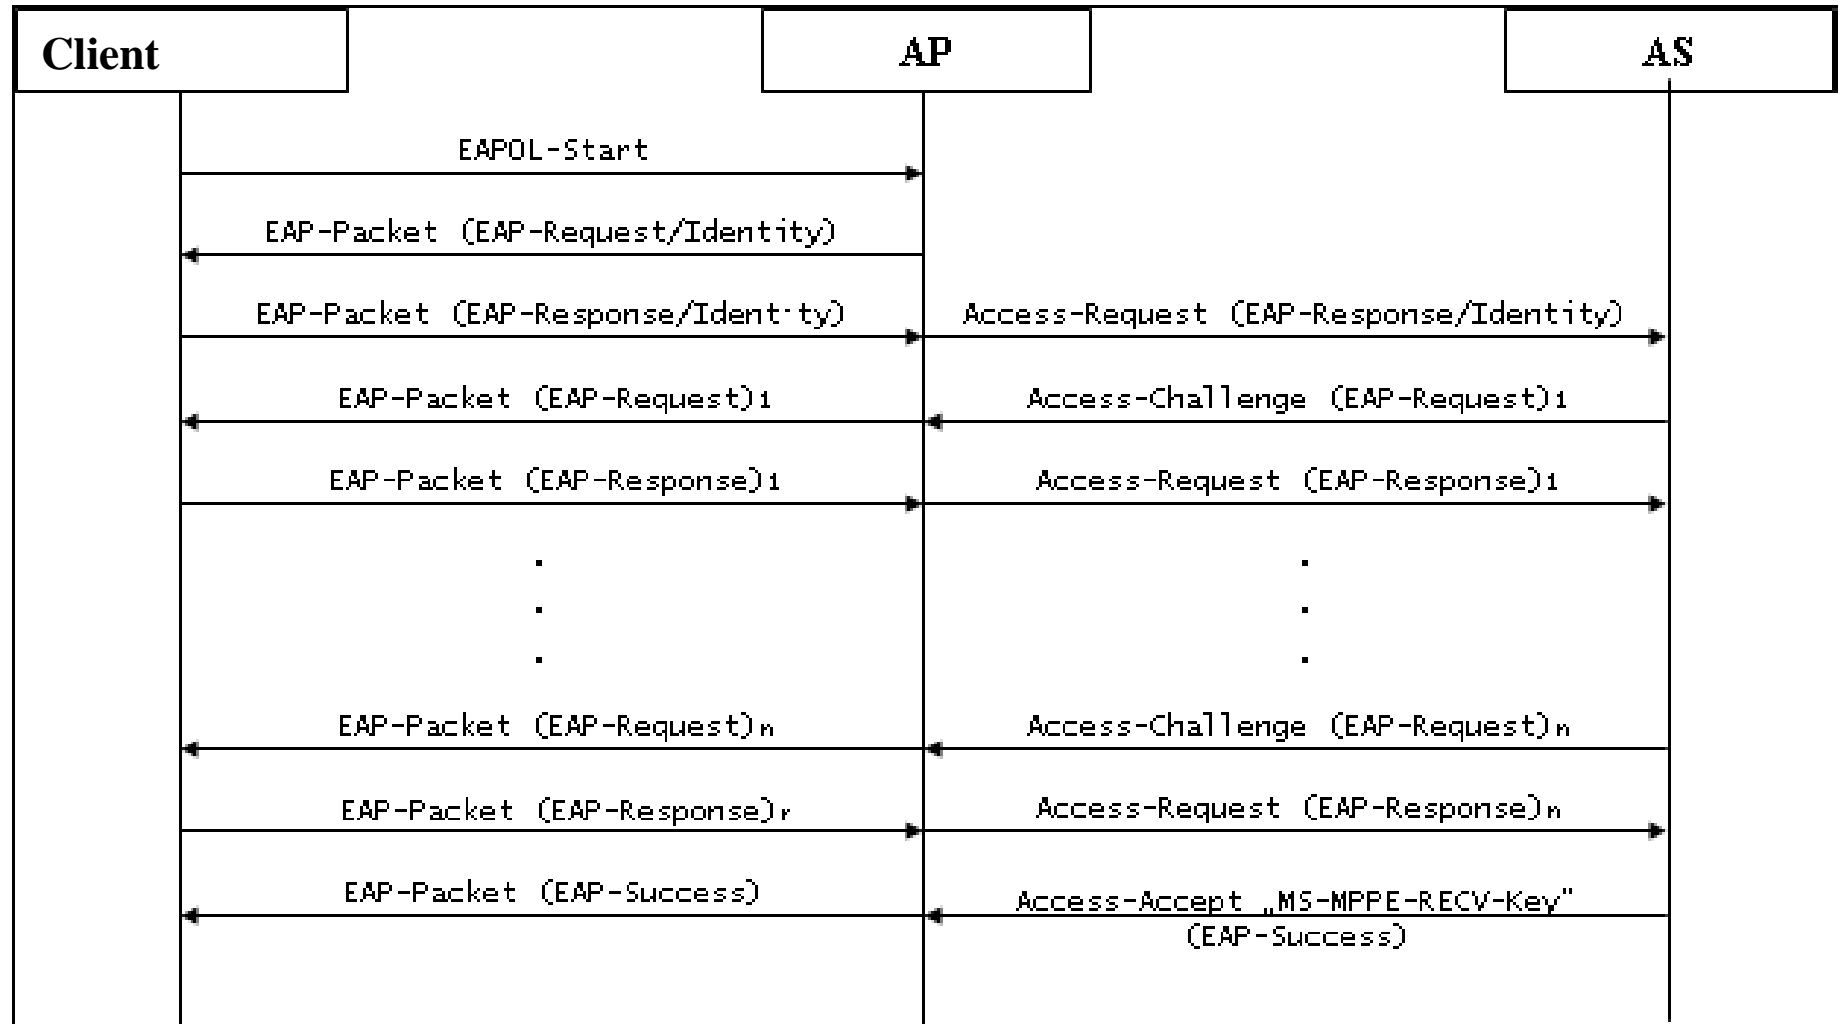 Client
AP
AS
EAPOL-Start
EAP-Packet (EAP-Request/Identity)
EAP-Packet (EAP-Response/Identity)
Access-Request (EAP-Response/Identity)
EAP-Packet (EAP-Request)1
Access-Challenge (EAP-Request)1
EAP-Packet (EAP-Response)1
Access-Request (EAP-Response)1
.
.
.
.
.
.
EAP-Packet (EAP-Request)n
Access-Challenge (EAP-Request)n
EAP-Packet (EAP-Response)r
Access-Request (EAP-Response)n
EAP-Packet (EAP-Success)
Access-Accept „MS-MPPE-RECV-Key"
(EAP-Success)